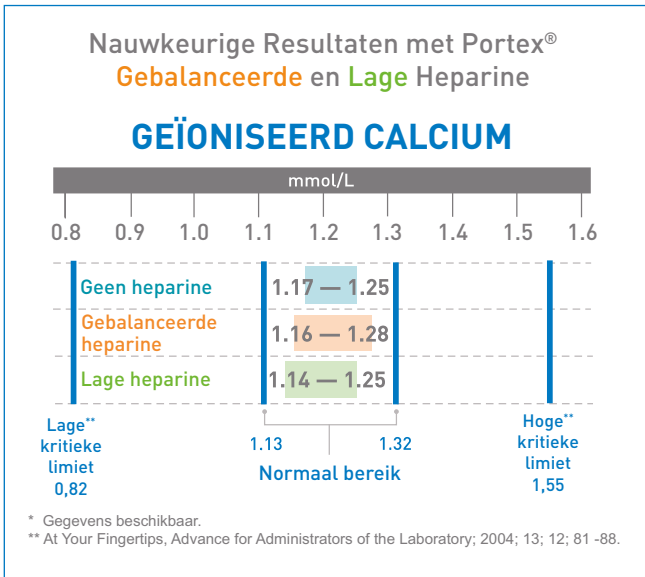 Nauwkeurige Resultaten met Portex®
Gebalanceerde en Lage Heparine
GEÏONISEERD CALCIUM
mmol/L
0.8 0.9 1.0 1.1 1.2 1.3 1.4 1.5 1.6
Geen heparine 1.17 — 1.25
Gebalanceerde
heparine 1.16 — 1.28
Lage heparine 1.14 — 1.25
Lage**
kritieke
limiet
0,82
1.13 1.32
Normaal bereik
Hoge**
kritieke
limiet
1,55
* Gegevens beschikbaar.
** At Your Fingertips, Advance for Administrators of the Laboratory; 2004; 13; 12; 81 -88.